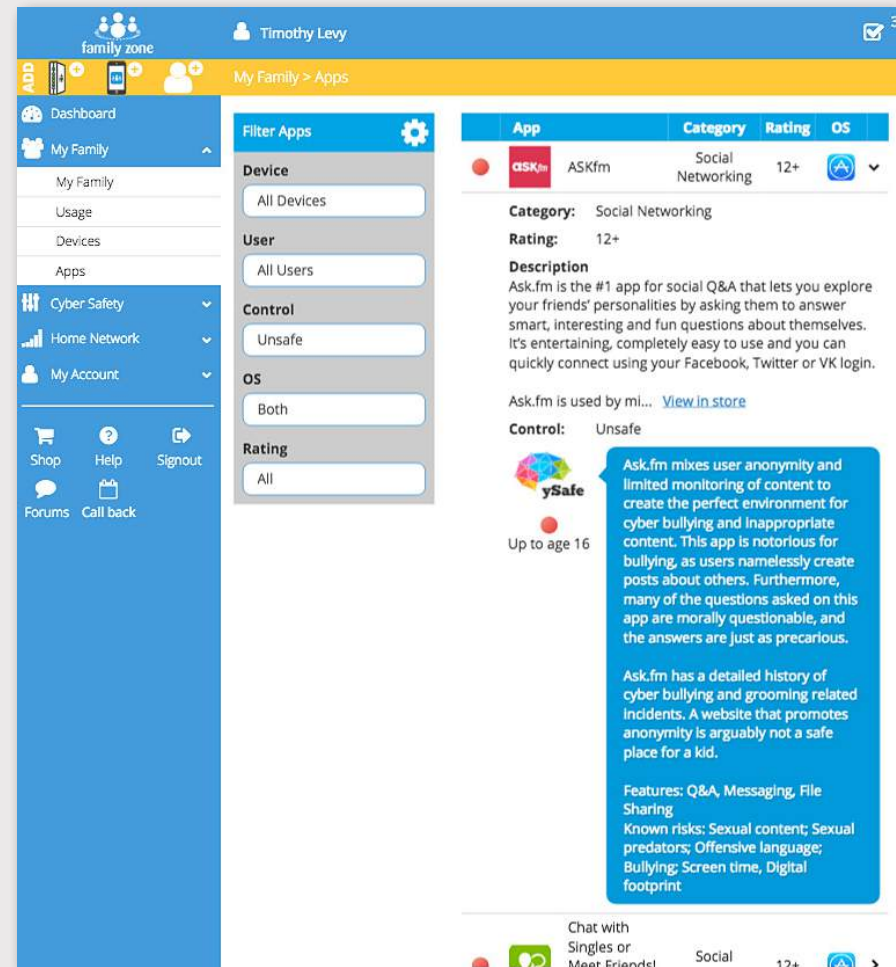 family zone
Timothy Levy
3
ADD
My Family > Apps
Dashboard
My Family
My Family
Usage
Devices
Apps
Cyber Safety
Home Network
My Account
Shop
Help
Signout
Forums
Call back
Filter Apps
Device
All Devices
User
All Users
Control
Unsafe
OS
Both
Rating
All
App Category Rating OS
ASKfm
ASKfm
Social
Networking
12+
Category: Social Networking
Rating: 12+
Description
Ask.fm is the #1 app for social Q&A that lets you explore
your friends' personalities by asking them to answer
smart, interesting and fun questions about themselves.
It's entertaining, completely easy to use and you can
quickly connect using your Facebook, Twitter or VK login.
Ask.fm is used by mi... View in store
Control: Unsafe
ySafe
Up to age 16
Ask.fm mixes user anonymity and
limited monitoring of content to
create the perfect environment for
cyber bullying and inappropriate
content. This app is notorious for
bullying, as users namelessly create
posts about others. Furthermore,
many of the questions asked on this
app are morally questionable, and
the answers are just as precarious.
Ask.fm has a detailed history of
cyber bullying and grooming related
incidents. A website that promotes
anonymity is arguably not a safe
place for a kid.
Features: Q&A, Messaging, File
Sharing
Known risks: Sexual content; Sexual
predators; Offensive language;
Bullying; Screen time, Digital
footprint
Chat with
Singles or
Meet Friends!
Social
12+